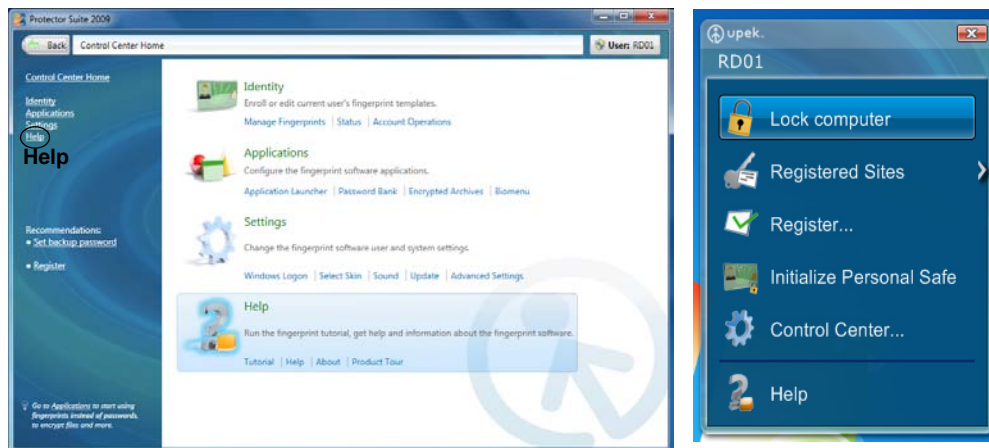 Protector Suite 2009
Back
Control Center Home
User: RD01
Control Center Home
Identity
Applications
Settings
Help
Help
Recommendations:
• Set backup password
• Register
Go to Applications to start using
fingerprints instead of passwords,
to encrypt files and more.
Identity
Enroll or edit current user's fingerprint templates.
Manage Fingerprints | Status | Account Operations
Applications
Configure the fingerprint software applications.
Application Launcher | Password Bank | Encrypted Archives | Biomenu
Settings
Change the fingerprint software user and system settings.
Windows Logon | Select Skin | Sound | Update | Advanced Settings
Help
Run the fingerprint tutorial, get help and information about the fingerprint software.
Tutorial | Help | About | Product Tour
upek.
RD01
Lock computer
Registered Sites
Register...
Initialize Personal Safe
Control Center...
Help